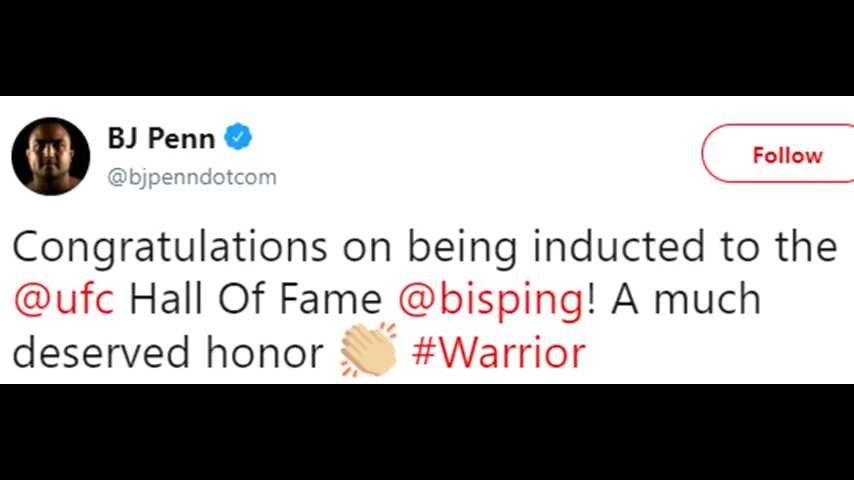 BJ Penn
@bjpenndotcom
Follow
Congratulations on being inducted to the
@ufc Hall Of Fame @bisping! A much
deserved honor 👏🏼 #Warrior